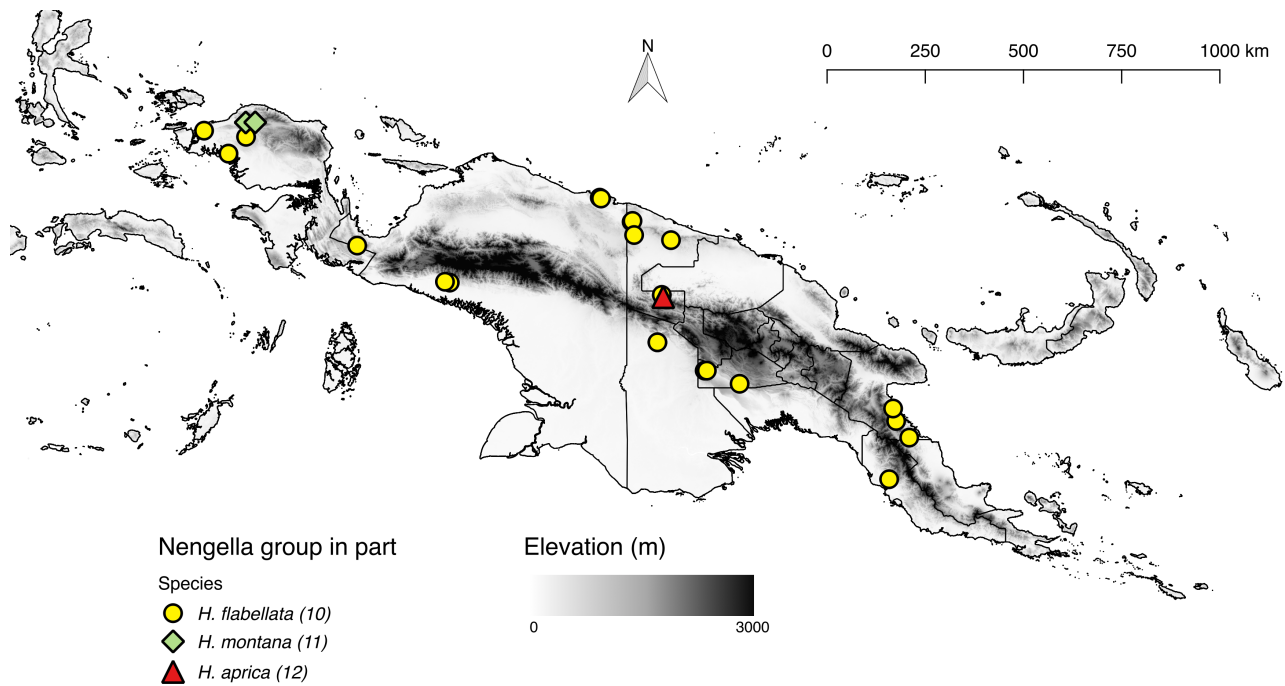 N
0 250 500 750 1000 km
Nengella group in part
Species
H. flabellata (10)
H. montana (11)
H. aprica (12)
Elevation (m)
0 3000